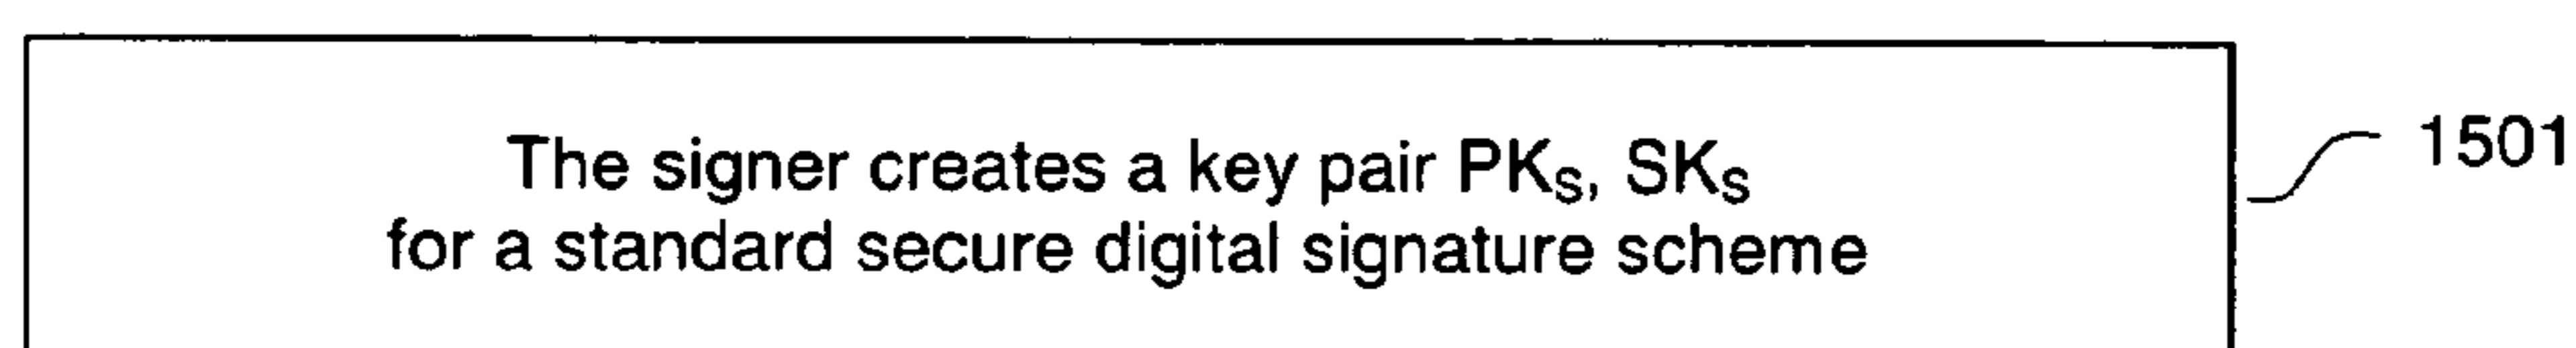 The signer creates a key pair PKS, SKS
for a standard secure digital signature scheme
1501